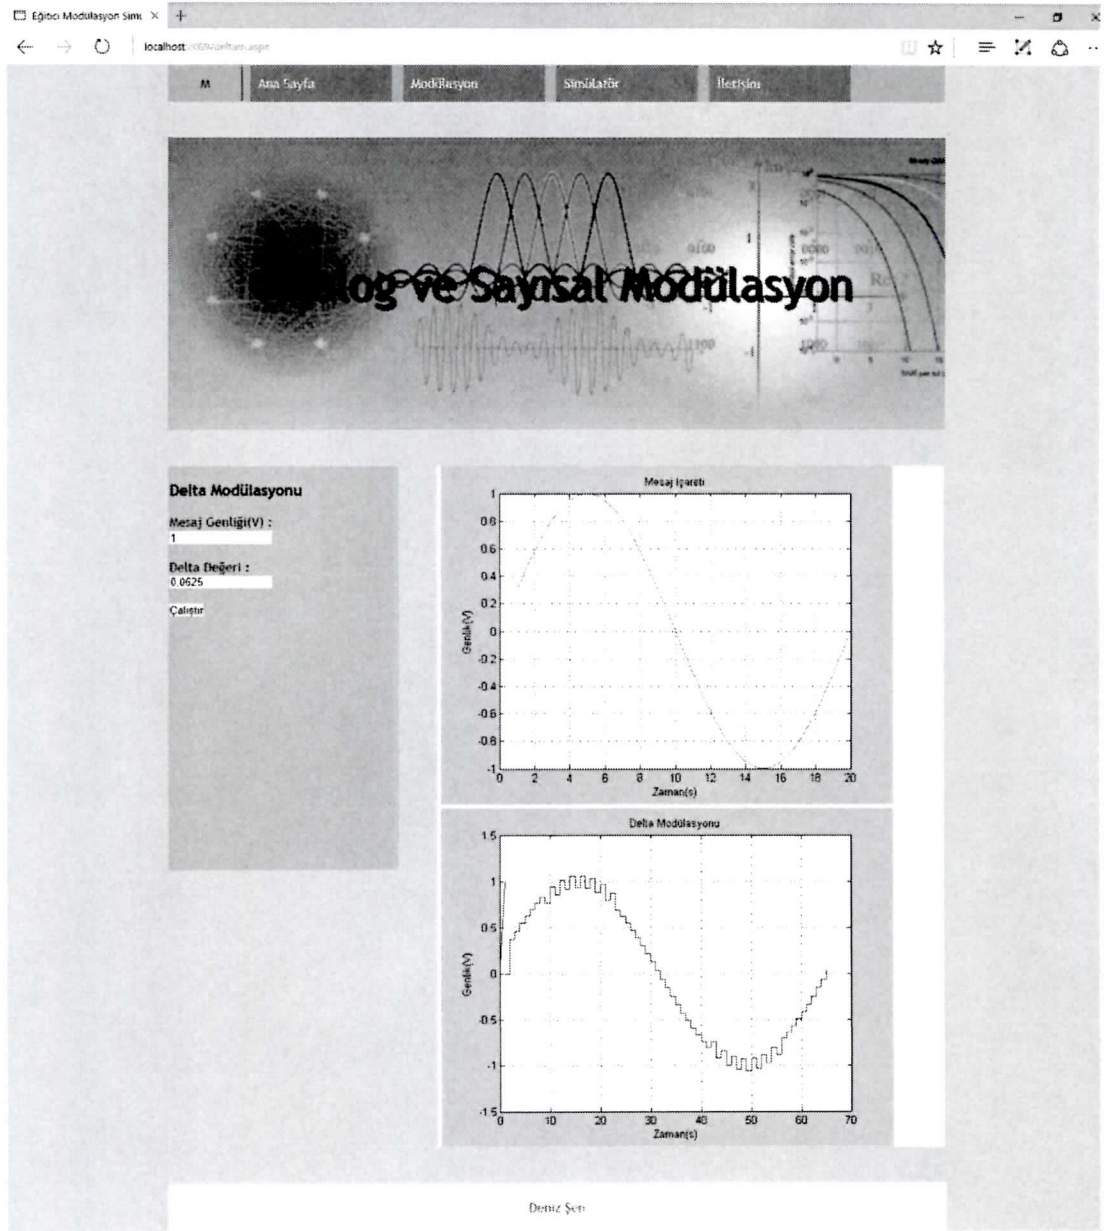 Eğitici Modülasyon Simu
localhost
M Ana Sayfa Modülasyon Simülatör İletişim
log ve Sayısal Modülasyon
Delta Modülasyonu
Mesaj Genliği(V) :
1
Delta Değeri :
0.0625
Çalıştır
Mesaj İşareti
1
0.8
0.6
0.4
0.2
0
-0.2
-0.4
-0.6
-0.8
-1
Genlik(V)
0 2 4 6 8 10 12 14 16 18 20
Zaman(s)
Delta Modülasyonu
1.5
1
0.5
0
-0.5
-1
-1.5
Genlik(V)
0 10 20 30 40 50 60 70
Zaman(s)
Deniz Şen